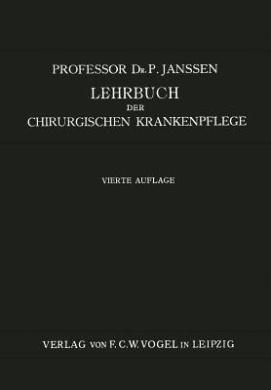 PROFESSOR DR. P. JANSSEN
LEHRBUCH
DER
CHIRURGISCHEN KRANKENPFLEGE
VIERTE AUFLAGE
VERLAG VON F. C. W. VOGEL IN LEIPZIG